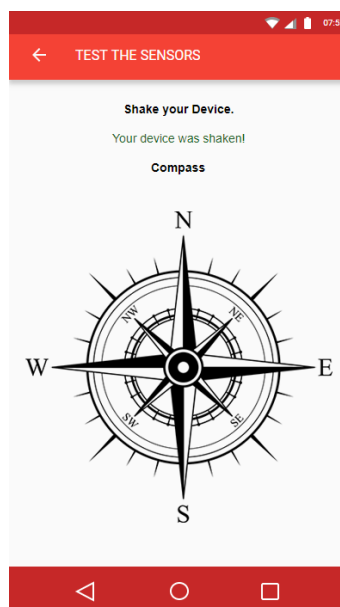 07:5
TEST THE SENSORS
Shake your Device.
Your device was shaken!
Compass
N
NW NE
W E
SW SE
S